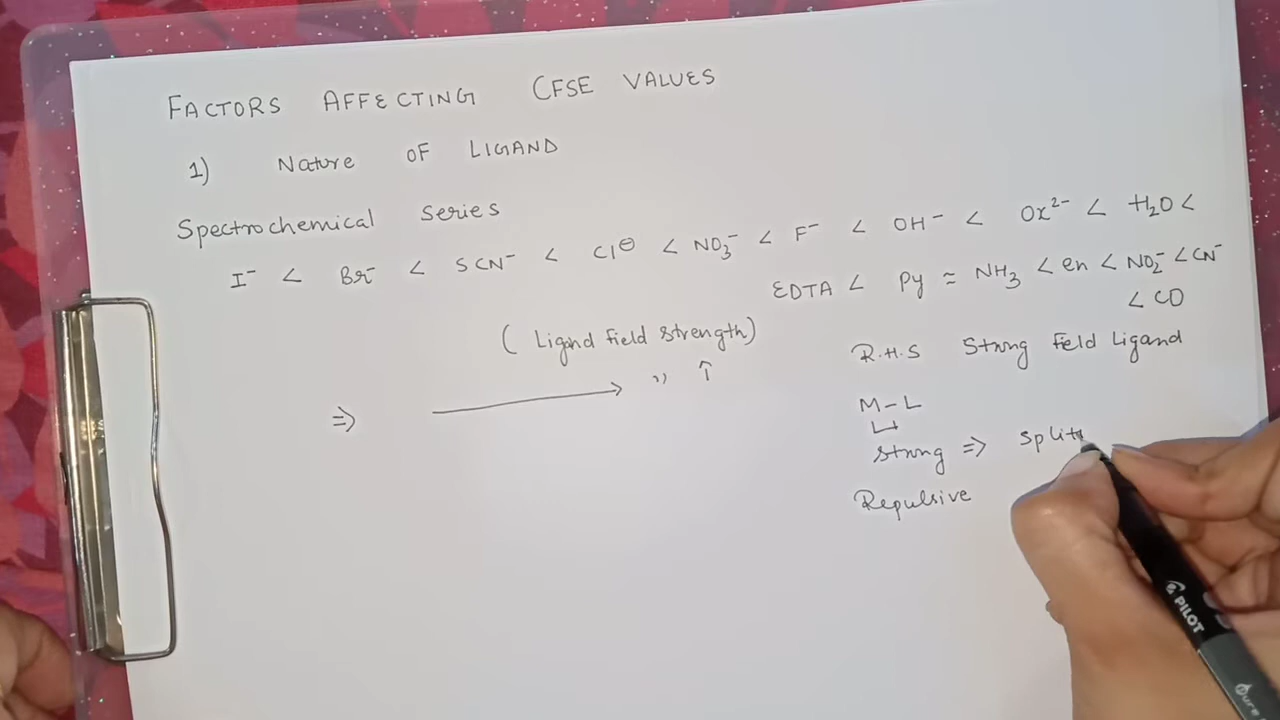 FACTORS AFFECTING CFSE VALUES
1) Nature OF LIGAND
Spectrochemical series
I⁻ < Br⁻ < SCN⁻ < Cl⊖ < NO₃⁻ < F⁻ < OH⁻ < Ox²⁻ < H₂O <
EDTA < Py ≈ NH₃ < en < NO₂⁻ < CN⁻
< CO
( Ligand field strength)
⇒ ⟶ ,, ↑
R.H.S Strong Field Ligand
M-L
Strong ⇒ Split
Repulsive
PILOT